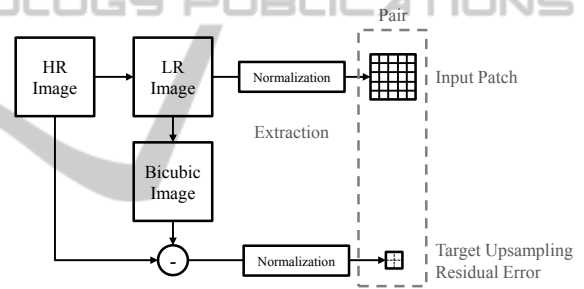 Pair
HR
Image
LR
Image
Normalization
Input Patch
Extraction
Bicubic
Image
-
Normalization
Target Upsampling
Residual Error